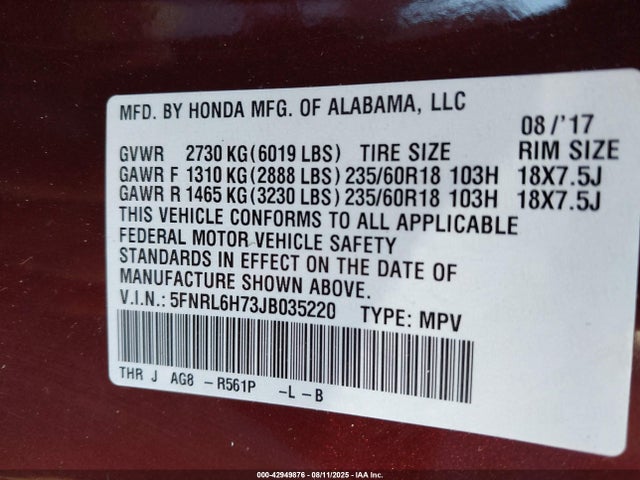 MFD. BY HONDA MFG. OF ALABAMA, LLC
08/'17
GVWR 2730 KG(6019 LBS) TIRE SIZE RIM SIZE
GAWR F 1310 KG(2888 LBS)235/60R18 103H 18X7.5J
GAWR R 1465 KG(3230 LBS)235/60R18 103H 18X7.5J
THIS VEHICLE CONFORMS TO ALL APPLICABLE
FEDERAL MOTOR VEHICLE SAFETY
STANDARDS IN EFFECT ON THE DATE OF
MANUFACTURE SHOWN ABOVE.
V.I.N.: 5FNRL6H73JB035220 TYPE: MPV
THR J AG8 -R561P -L-B
000-42949876 - 08/11/2025 - IAA Inc.